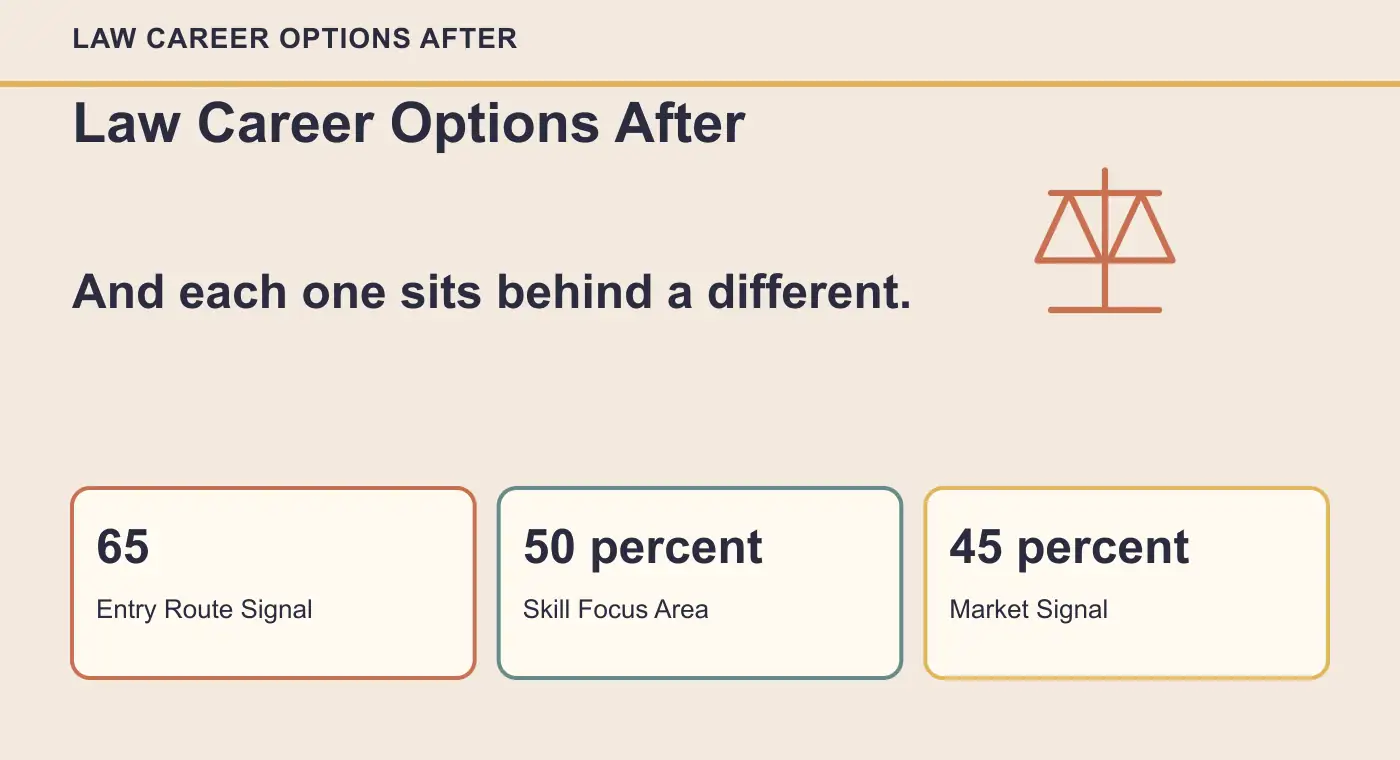 LAW CAREER OPTIONS AFTER
Law Career Options After
And each one sits behind a different.
65
Entry Route Signal
50 percent
Skill Focus Area
45 percent
Market Signal